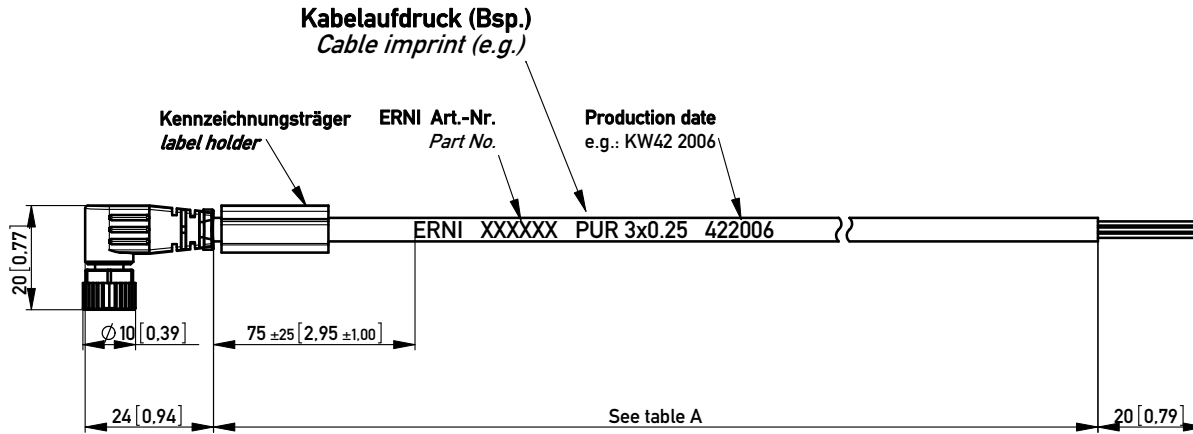 Kabelaufdruck (Bsp.)
Cable imprint (e.g.)
Kennzeichnungsträger
label holder
ERNI Art.-Nr.
Part No.
Production date
e.g.: KW42 2006
ERNI XXXXXX PUR 3x0.25 422006
20 [0,77]
Ø 10 [0,39]
75 ±25 [2,95 ±1,00]
24 [0,94]
See table A
20 [0,79]